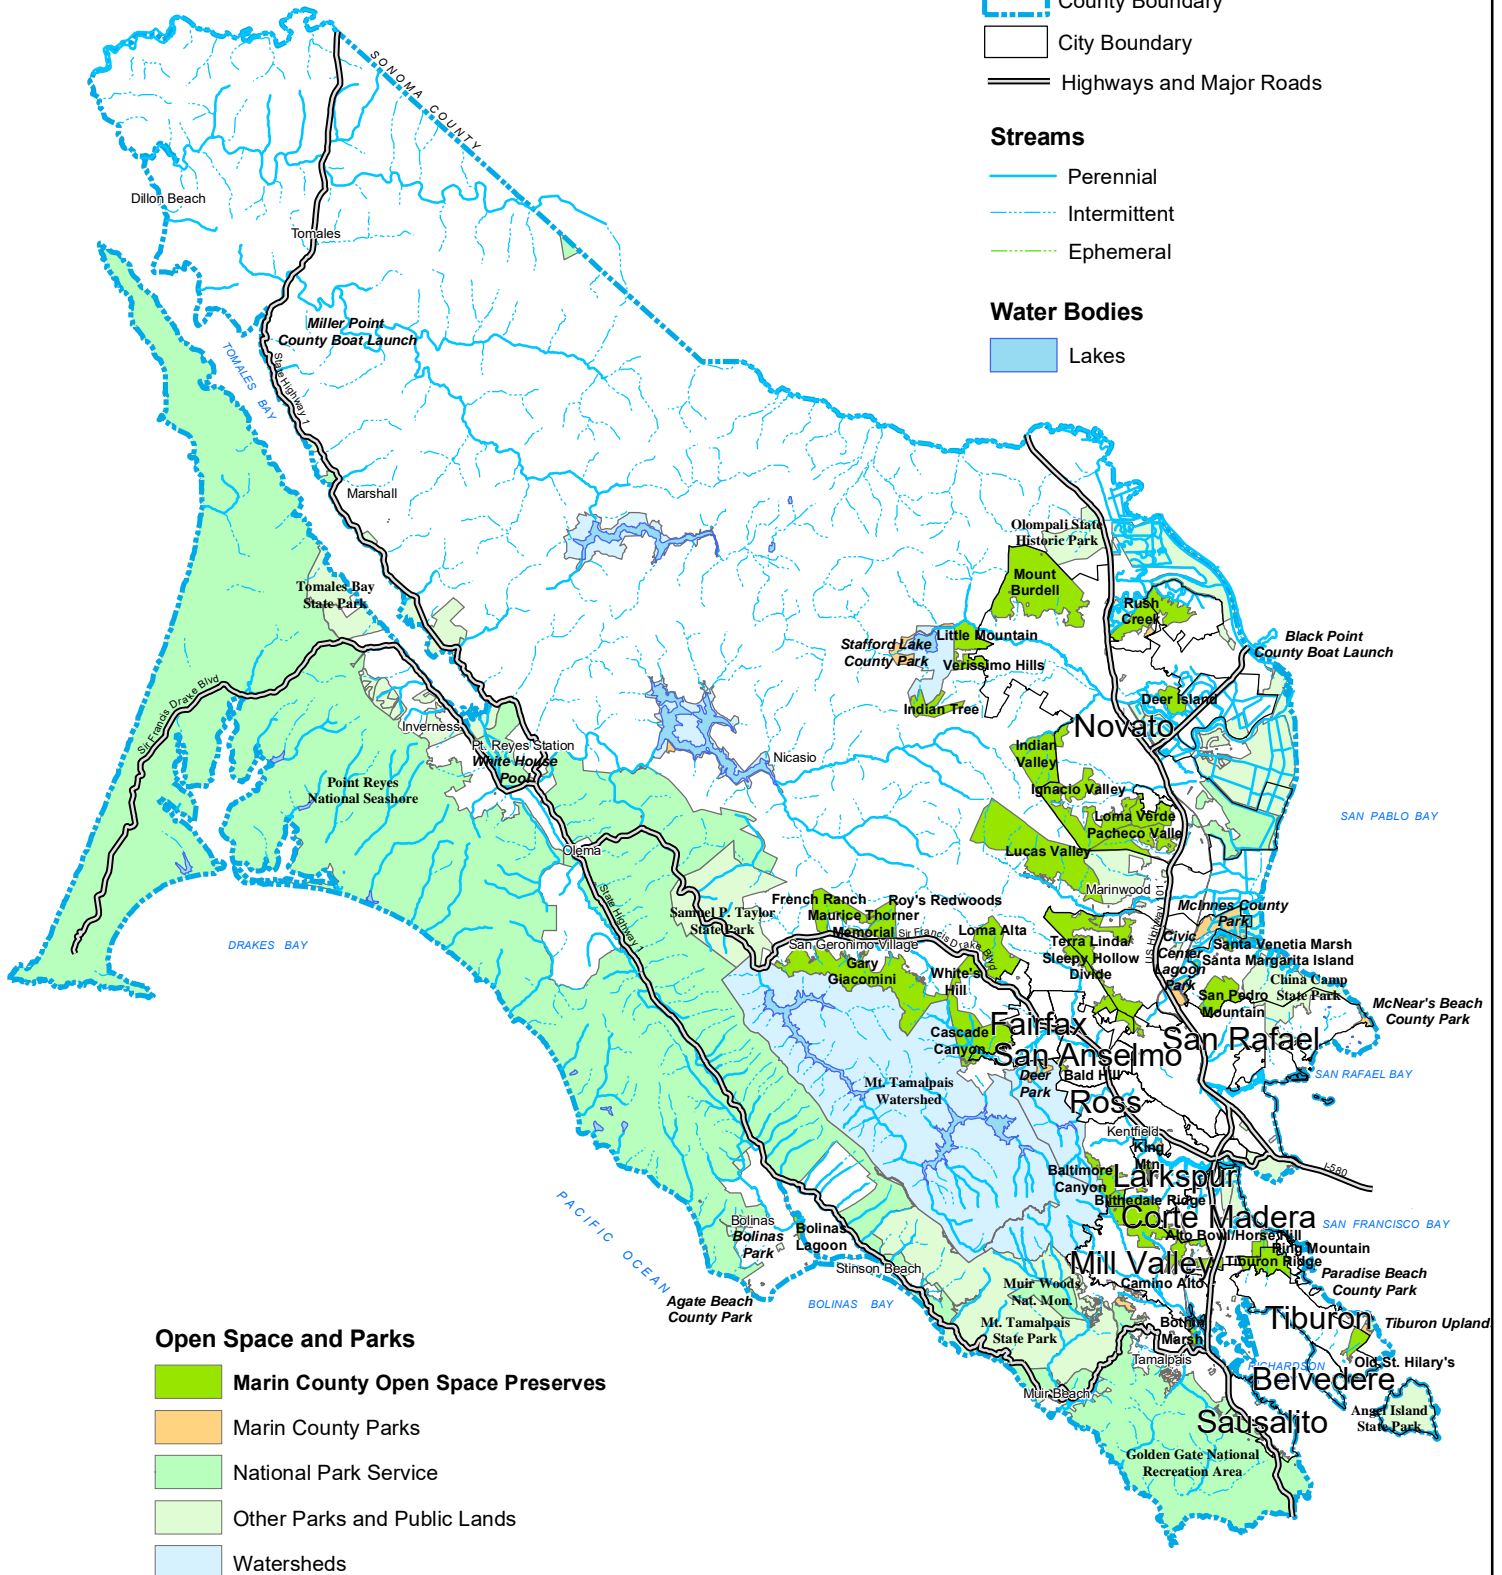 County Boundary
City Boundary
Highways and Major Roads
Streams
Perennial
Intermittent
Ephemeral
Water Bodies
Lakes
SONOMA COUNTY
Dillon Beach
Tomales
Miller Point
County Boat Launch
TOMALES BAY
State Highway 1
Marshall
Tomales Bay
State Park
Sir Francis Drake Blvd
Inverness
Pt. Reyes Station
White House
Pool
Point Reyes
National Seashore
Nicasio
Olema
State Highway 1
DRAKES BAY
Olompali State
Historic Park
Mount
Burdell
Rush
Creek
Little Mountain
Stafford Lake
County Park
Verissimo Hills
Indian Tree
Black Point
County Boat Launch
Deer Island
Novato
Indian
Valley
Ignacio Valley
Loma Verde
Pacheco Valle
Lucas Valley
Marinwood
SAN PABLO BAY
US Highway 101
Samuel P. Taylor
State Park
French Ranch
Maurice Thorner
Memorial
Roy's Redwoods
San Geronimo Village
Sir Francis Drake Blvd
Loma Alta
Gary
Giacomini
White's
Hill
Cascade
Canyon
Terra Linda/
Sleepy Hollow
Divide
McInnes County
Park
Civic
Center
Lagoon
Park
Santa Venetia Marsh
Santa Margarita Island
China Camp
State Park
San Pedro
Mountain
McNear's Beach
County Park
Fairfax
San Anselmo
San Rafael
Deer
Park
Bald Hill
SAN RAFAEL BAY
Mt. Tamalpais
Watershed
Ross
Kentfield
King
Mtn
I-580
Baltimore
Canyon
Larkspur
Blithedale Ridge
Corte Madera
SAN FRANCISCO BAY
Alto Bowl/Horse Hill
Ring Mountain
Tiburon Ridge
Mill Valley
Camino Alto
Paradise Beach
County Park
PACIFIC OCEAN
Bolinas
Bolinas
Park
Bolinas
Lagoon
Stinson Beach
Agate Beach
County Park
BOLINAS BAY
Muir Woods
Nat. Mon.
Mt. Tamalpais
State Park
Bothin
Marsh
Tamalpais
Tiburon
Tiburon Upland
Old St. Hilary's
RICHARDSON
Belvedere
Muir Beach
Sausalito
Angel Island
State Park
Golden Gate National
Recreation Area
Open Space and Parks
Marin County Open Space Preserves
Marin County Parks
National Park Service
Other Parks and Public Lands
Watersheds